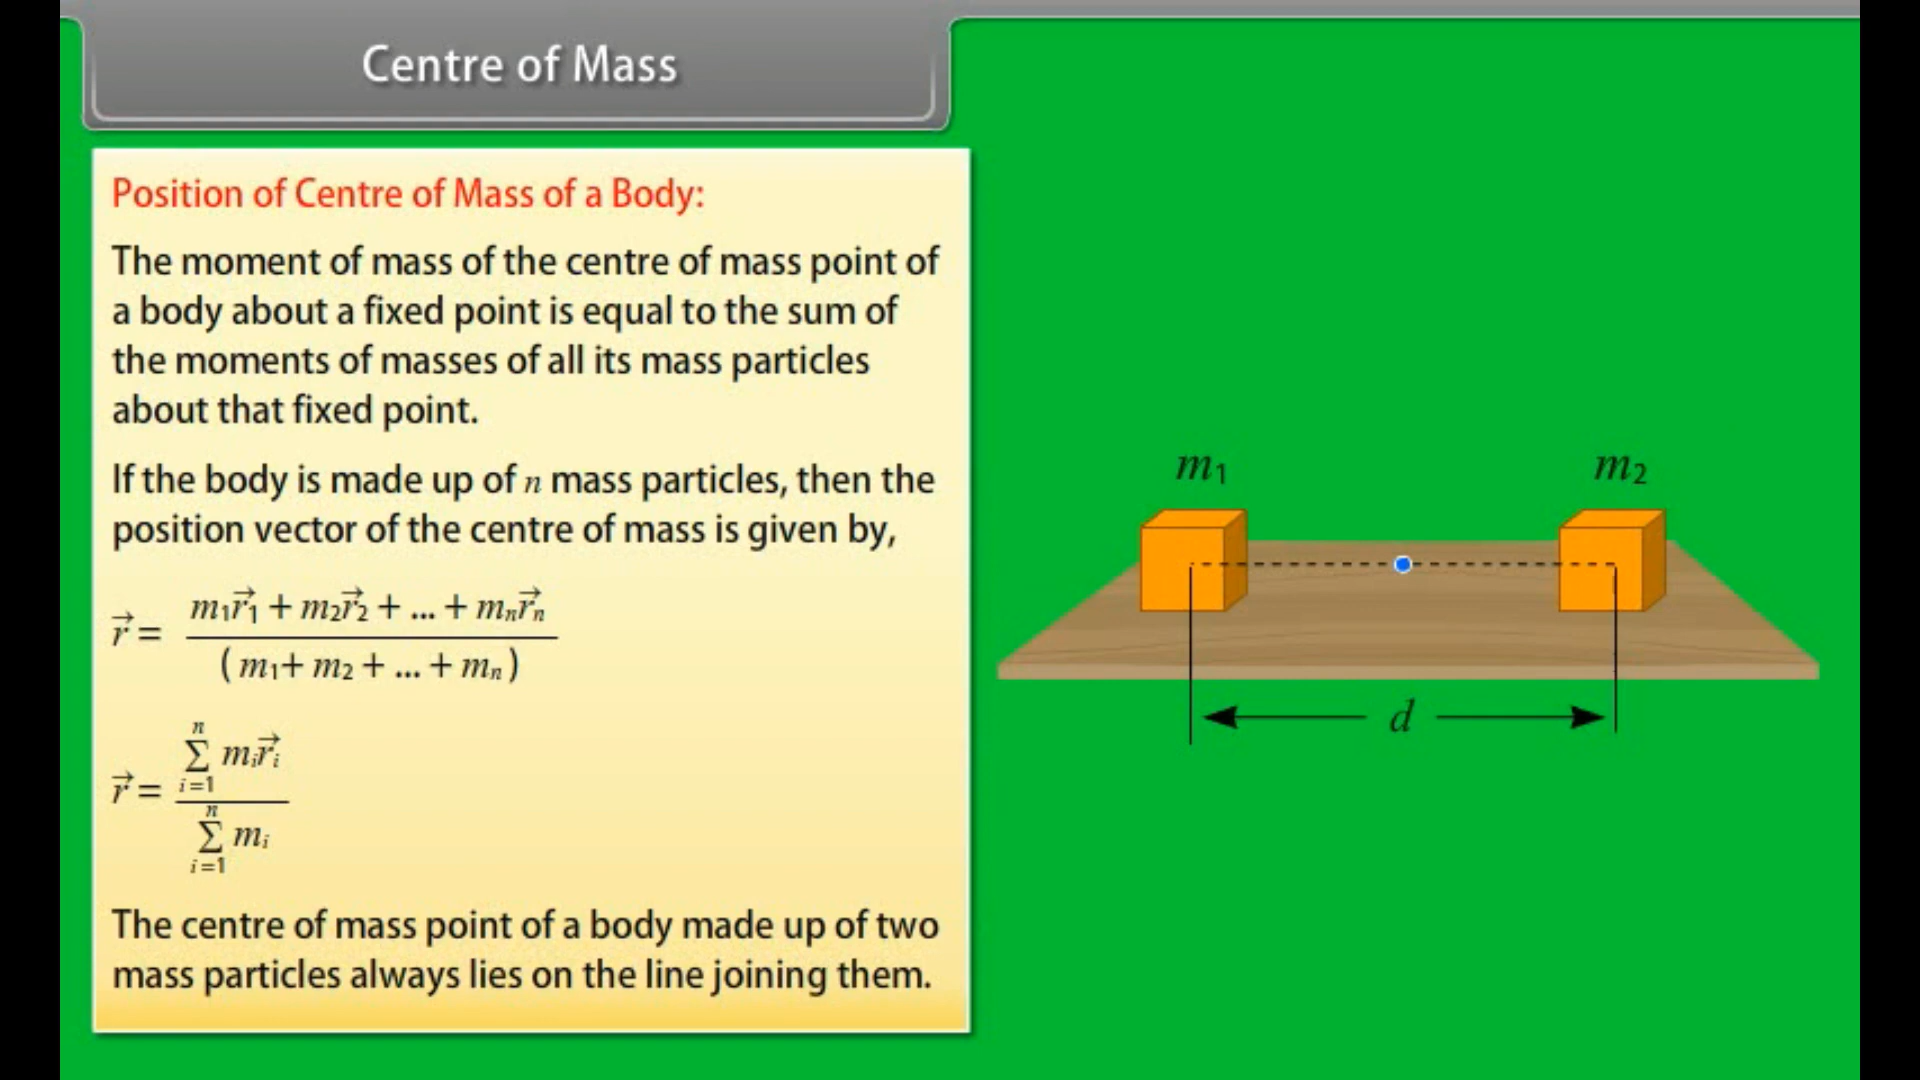 Centre of Mass
Position of Centre of Mass of a Body:
The moment of mass of the centre of mass point of
a body about a fixed point is equal to the sum of
the moments of masses of all its mass particles
about that fixed point.
If the body is made up of n mass particles, then the
position vector of the centre of mass is given by,
r⃗ = (m₁r⃗₁ + m₂r⃗₂ + ... + mₙr⃗ₙ) / ( m₁+ m₂ + ... + mₙ )
r⃗ = (∑ⁿᵢ₌₁ mᵢr⃗ᵢ) / (∑ⁿᵢ₌₁ mᵢ)
The centre of mass point of a body made up of two
mass particles always lies on the line joining them.
m₁ m₂
d